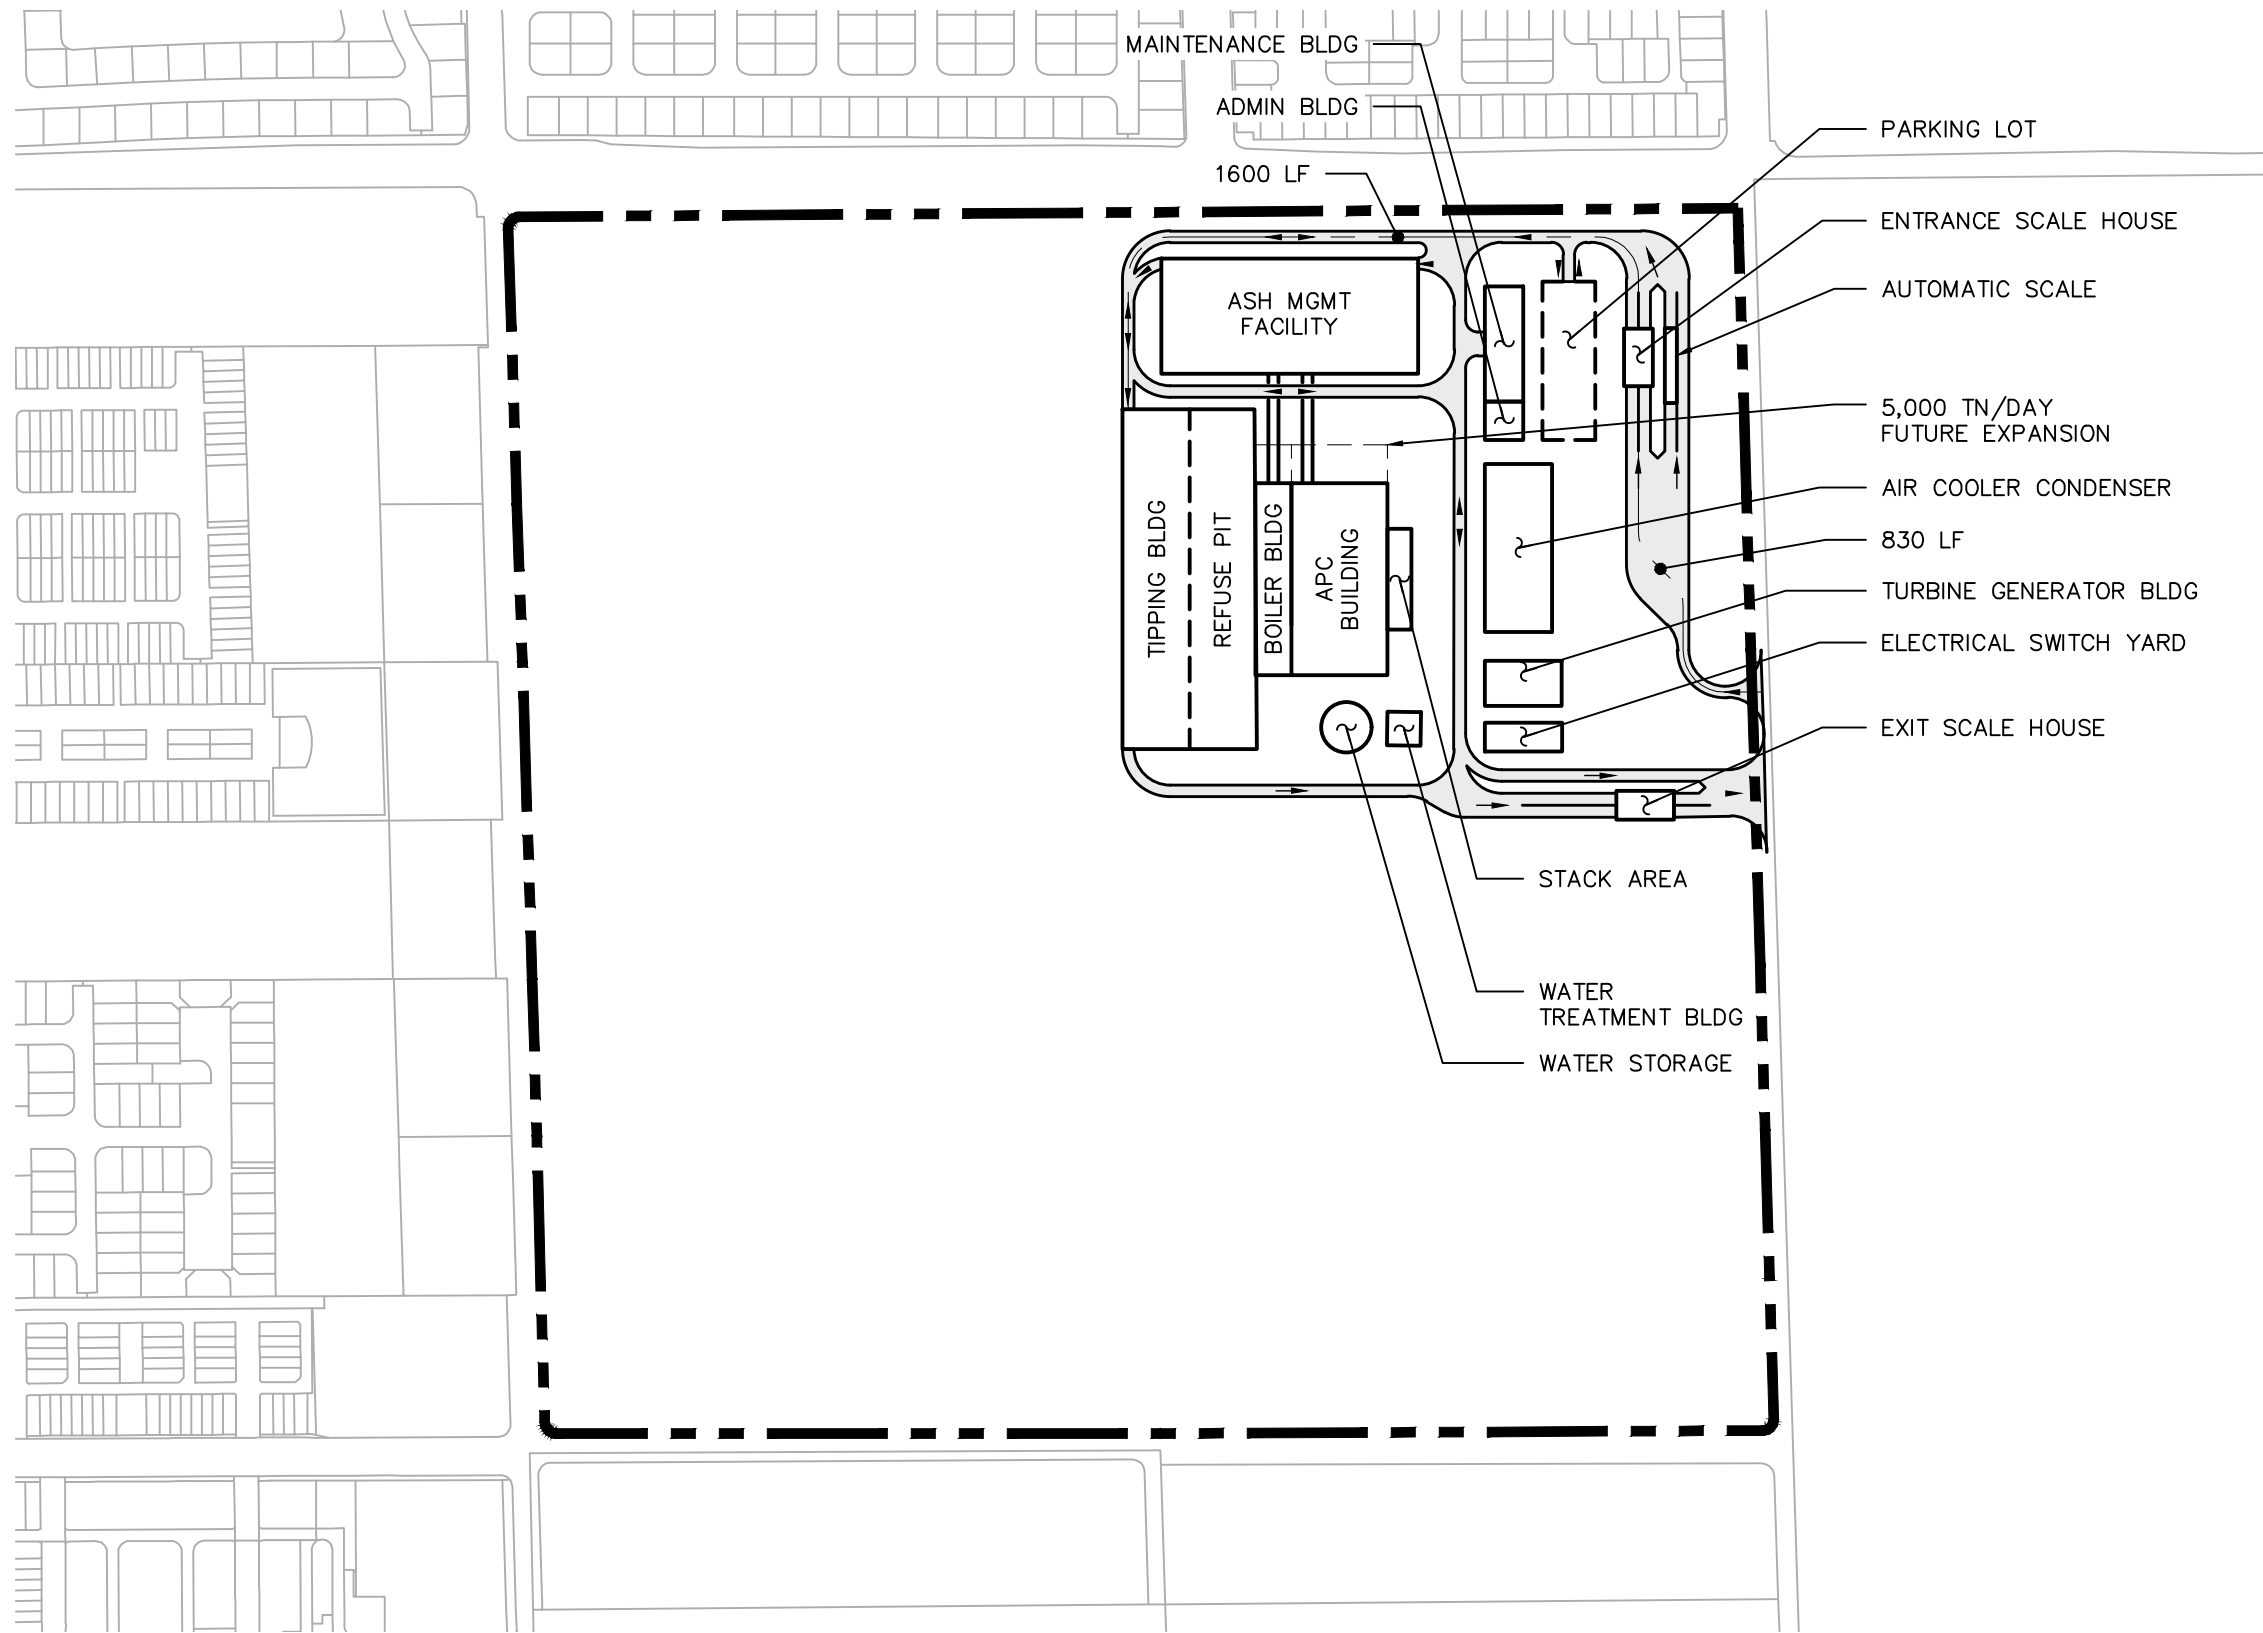 MAINTENANCE BLDG
ADMIN BLDG
1600 LF
PARKING LOT
ENTRANCE SCALE HOUSE
AUTOMATIC SCALE
ASH MGMT
FACILITY
5,000 TN/DAY
FUTURE EXPANSION
AIR COOLER CONDENSER
830 LF
TURBINE GENERATOR BLDG
ELECTRICAL SWITCH YARD
EXIT SCALE HOUSE
TIPPING BLDG
REFUSE PIT
BOILER BLDG
APC
BUILDING
STACK AREA
WATER
TREATMENT BLDG
WATER STORAGE